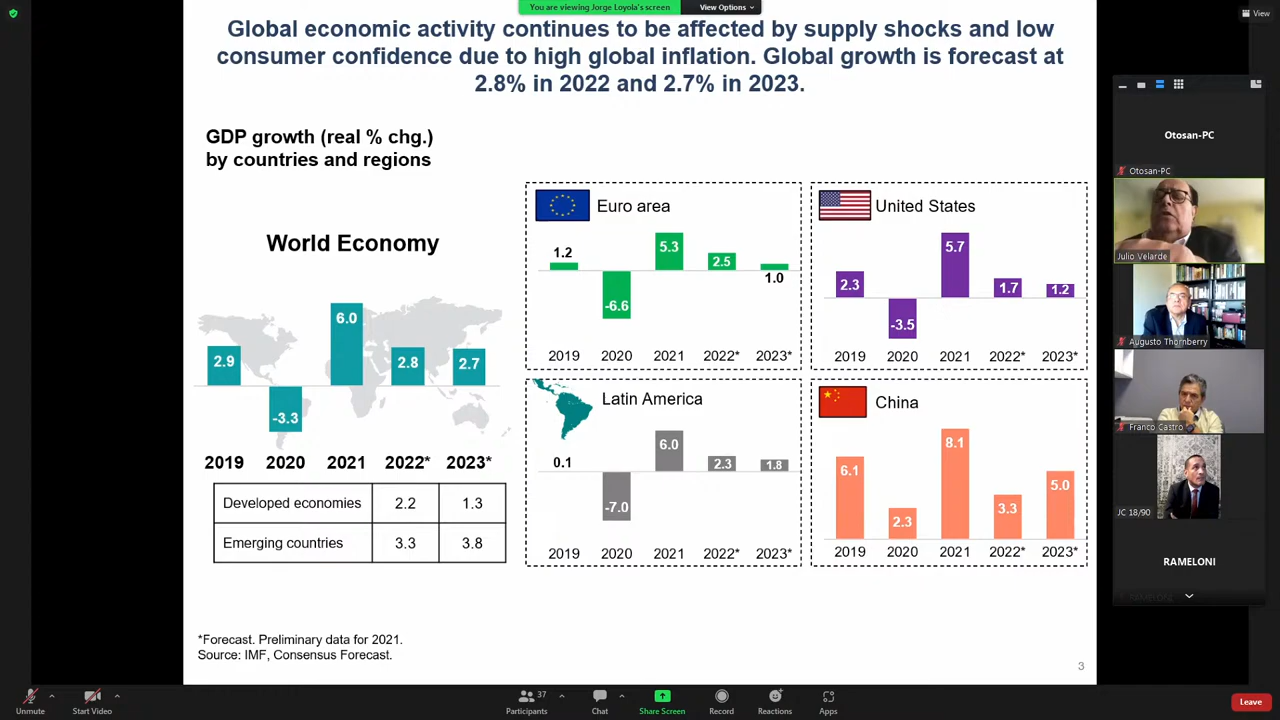 You are viewing Jorge Loyola's screen
View Options
View
Global economic activity continues to be affected by supply shocks and low
consumer confidence due to high global inflation. Global growth is forecast at
2.8% in 2022 and 2.7% in 2023.
GDP growth (real % chg.)
by countries and regions
World Economy
2.9
-3.3
6.0
2.8
2.7
2019 2020 2021 2022* 2023*
Developed economies 2.2 1.3
Emerging countries 3.3 3.8
Euro area
1.2
-6.6
5.3
2.5
1.0
2019 2020 2021 2022* 2023*
United States
2.3
-3.5
5.7
1.7
1.2
2019 2020 2021 2022* 2023*
Latin America
0.1
-7.0
6.0
2.3
1.8
2019 2020 2021 2022* 2023*
China
6.1
2.3
8.1
3.3
5.0
2019 2020 2021 2022* 2023*
*Forecast. Preliminary data for 2021.
Source: IMF, Consensus Forecast.
3
Otosan-PC
Otosan-PC
Julio Velarde
Augusto Thornberry
Franco Castro
JC 18/90
RAMELONI
RAMELONI
Unmute
Start Video
37
Participants
Chat
Share Screen
Record
Reactions
Apps
Leave